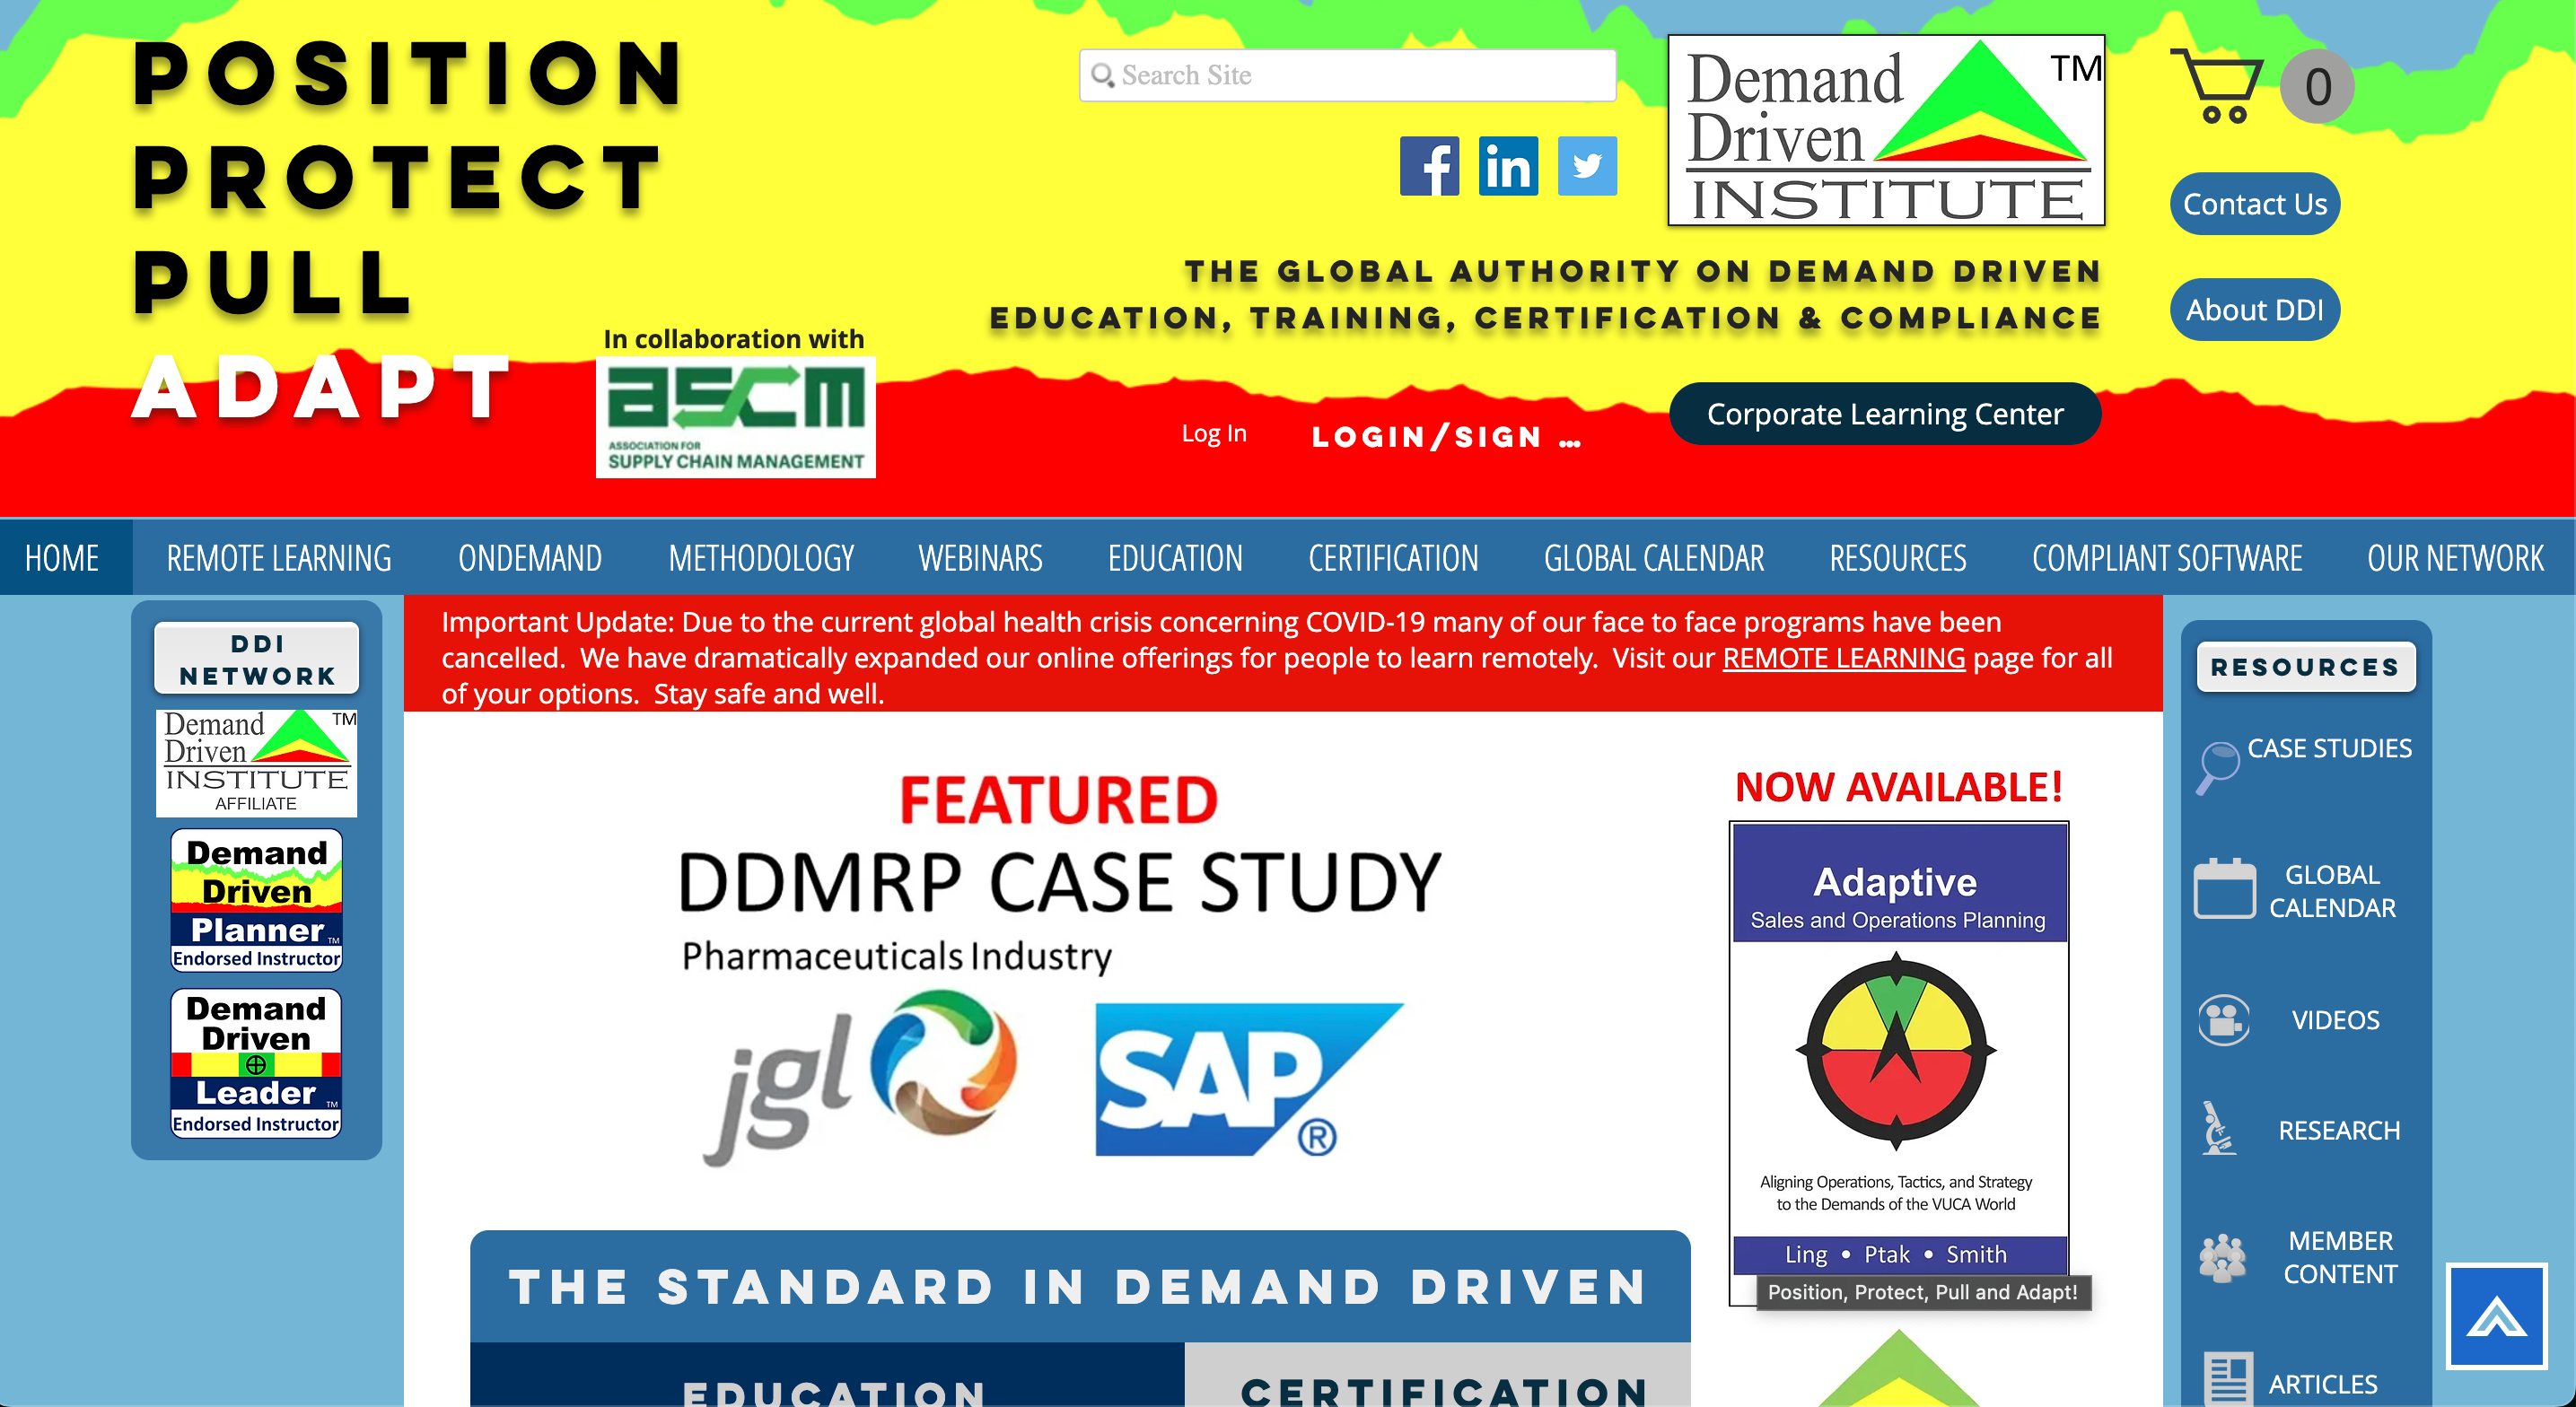 POSITION
PROTECT
PULL
ADAPT
In collaboration with
ascm
ASSOCIATION FOR
SUPPLY CHAIN MANAGEMENT
Search Site
Demand
Driven
INSTITUTE
TM
0
Contact Us
About DDI
THE GLOBAL AUTHORITY ON DEMAND DRIVEN
EDUCATION, TRAINING, CERTIFICATION & COMPLIANCE
Log In
LOGIN/SIGN ...
Corporate Learning Center
HOME REMOTE LEARNING ONDEMAND METHODOLOGY WEBINARS EDUCATION CERTIFICATION GLOBAL CALENDAR RESOURCES COMPLIANT SOFTWARE OUR NETWORK
DDI
NETWORK
Demand TM
Driven
INSTITUTE
AFFILIATE
Demand
Driven
Planner TM
Endorsed Instructor
Demand
Driven
Leader TM
Endorsed Instructor
Important Update: Due to the current global health crisis concerning COVID-19 many of our face to face programs have been
cancelled.  We have dramatically expanded our online offerings for people to learn remotely.  Visit our REMOTE LEARNING page for all
of your options.  Stay safe and well.
FEATURED
DDMRP CASE STUDY
Pharmaceuticals Industry
jgl
SAP®
THE STANDARD IN DEMAND DRIVEN
EDUCATION
CERTIFICATION
NOW AVAILABLE!
Adaptive
Sales and Operations Planning
Aligning Operations, Tactics, and Strategy
to the Demands of the VUCA World
Ling • Ptak • Smith
Position, Protect, Pull and Adapt!
RESOURCES
CASE STUDIES
GLOBAL
CALENDAR
VIDEOS
RESEARCH
MEMBER
CONTENT
ARTICLES